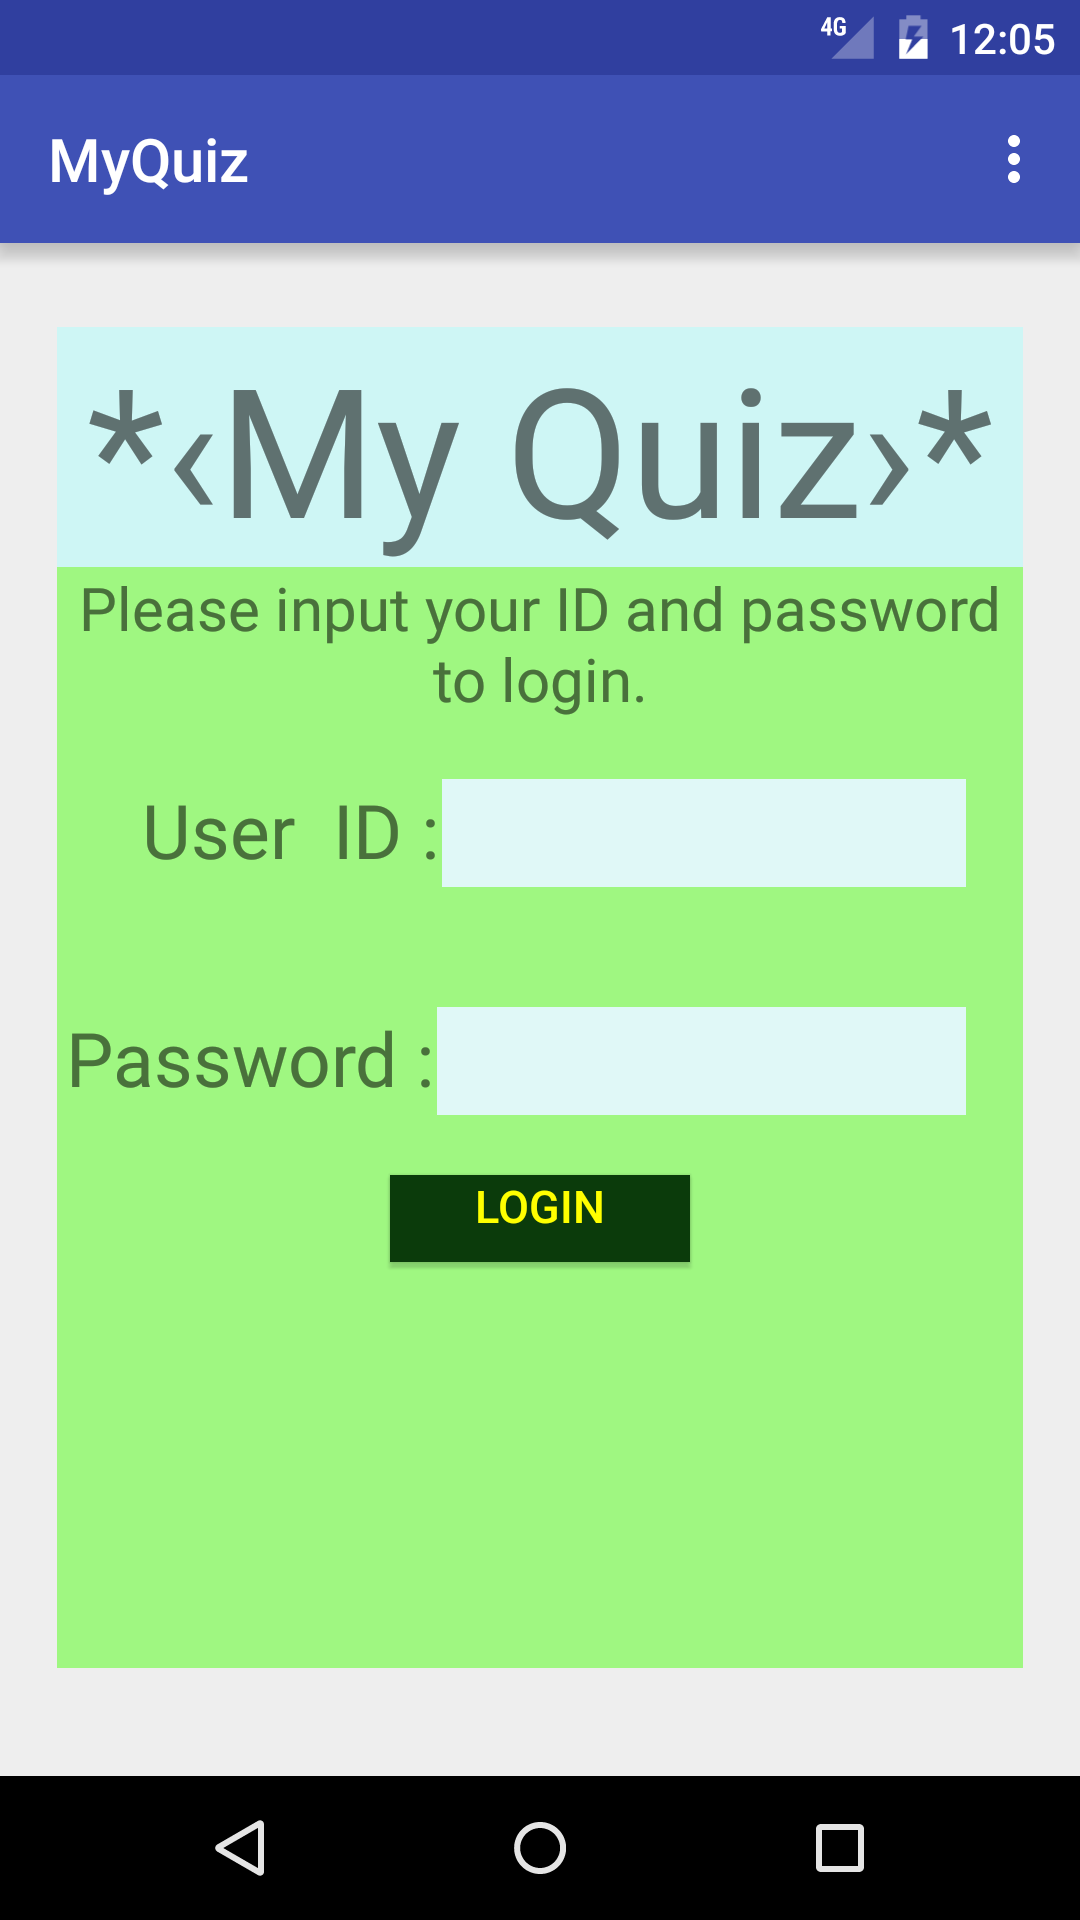 4G 12:05
MyQuiz
*‹My Quiz›*
Please input your ID and password
to login.
User  ID :
Password :
LOGIN